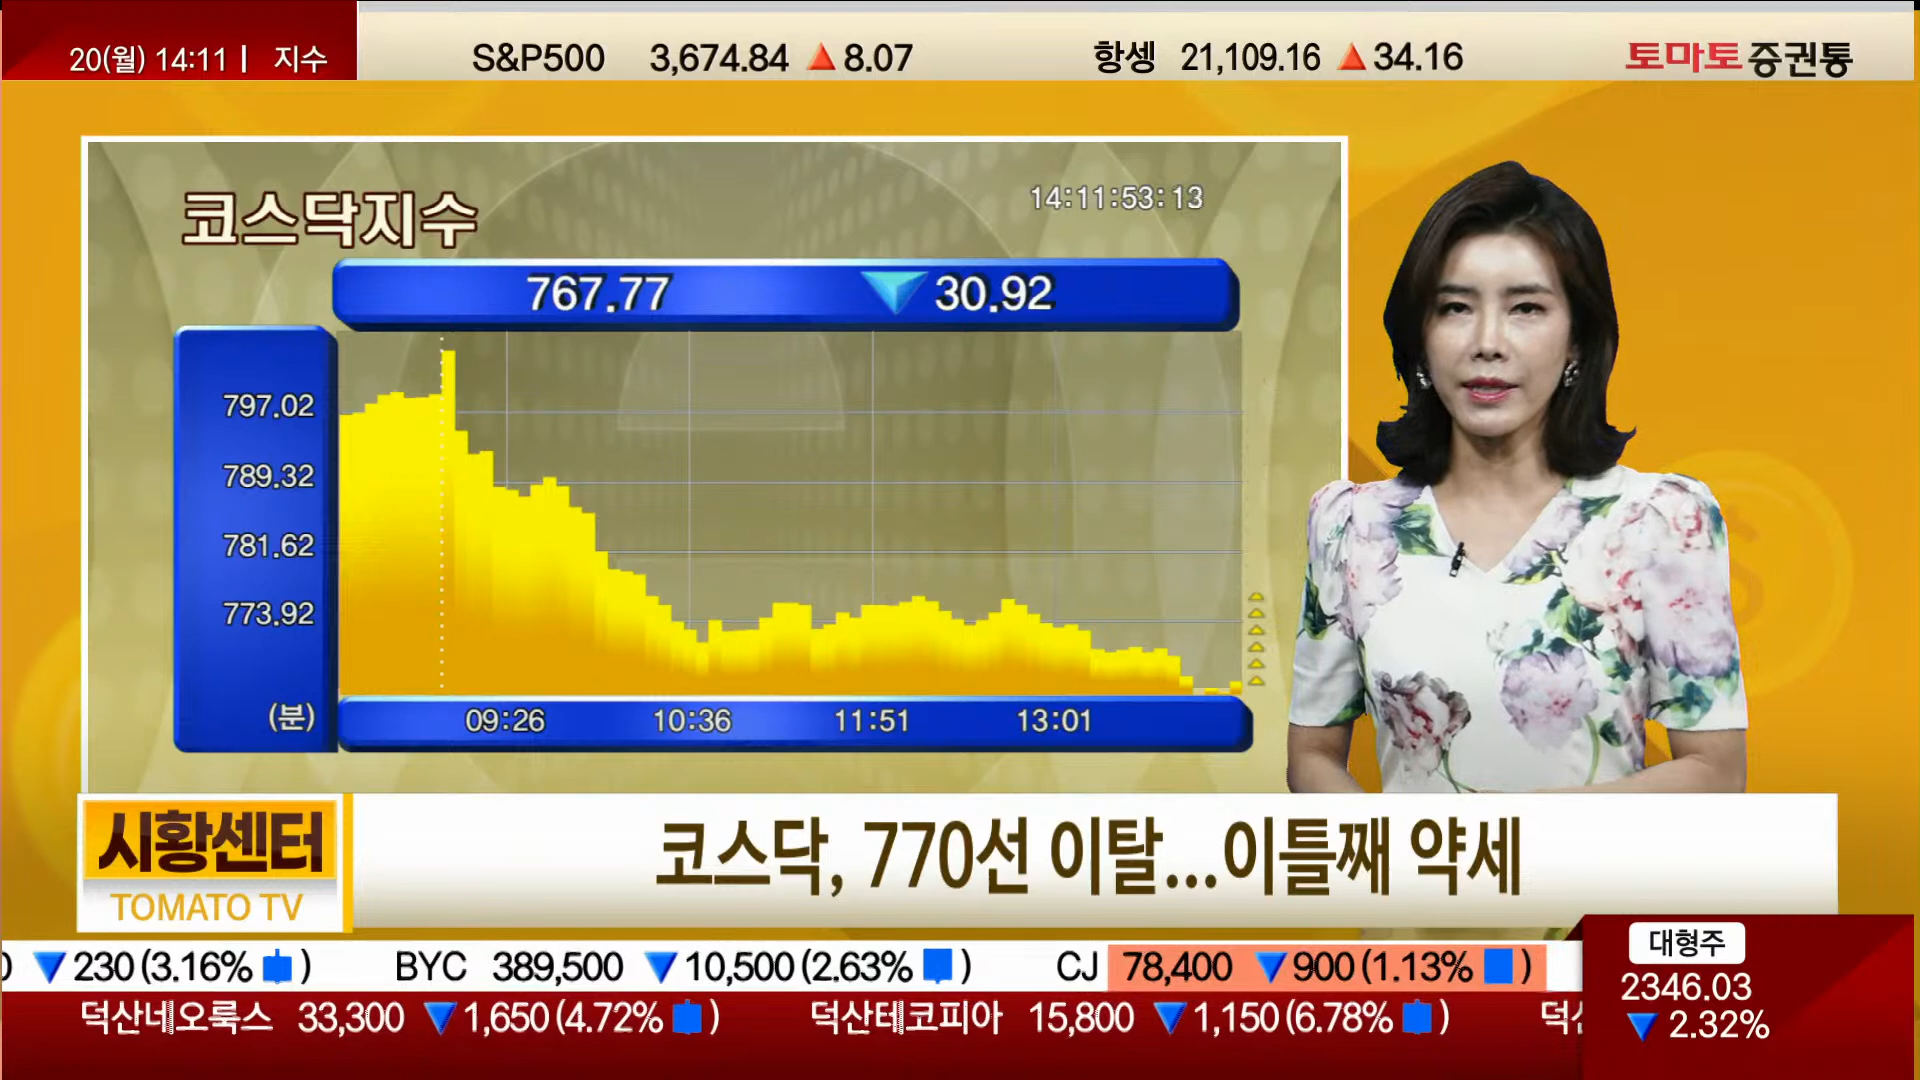 20(월) 14:11 | 지수
S&P500 3,674.84 ▲ 8.07 항셍 21,109.16 ▲ 34.16
토마토증권통
코스닥지수
14:11:53:13
767.77 ▼ 30.92
797.02
789.32
781.62
773.92
(분)
09:26 10:36 11:51 13:01
시황센터
TOMATO TV
코스닥, 770선 이탈...이틀째 약세
▼ 230 (3.16% ) BYC 389,500 ▼ 10,500 (2.63% ) CJ 78,400 ▼ 900 (1.13% )
덕산네오룩스 33,300 ▼ 1,650 (4.72% ) 덕산테코피아 15,800 ▼ 1,150 (6.78% )
대형주
2346.03
▼ 2.32%